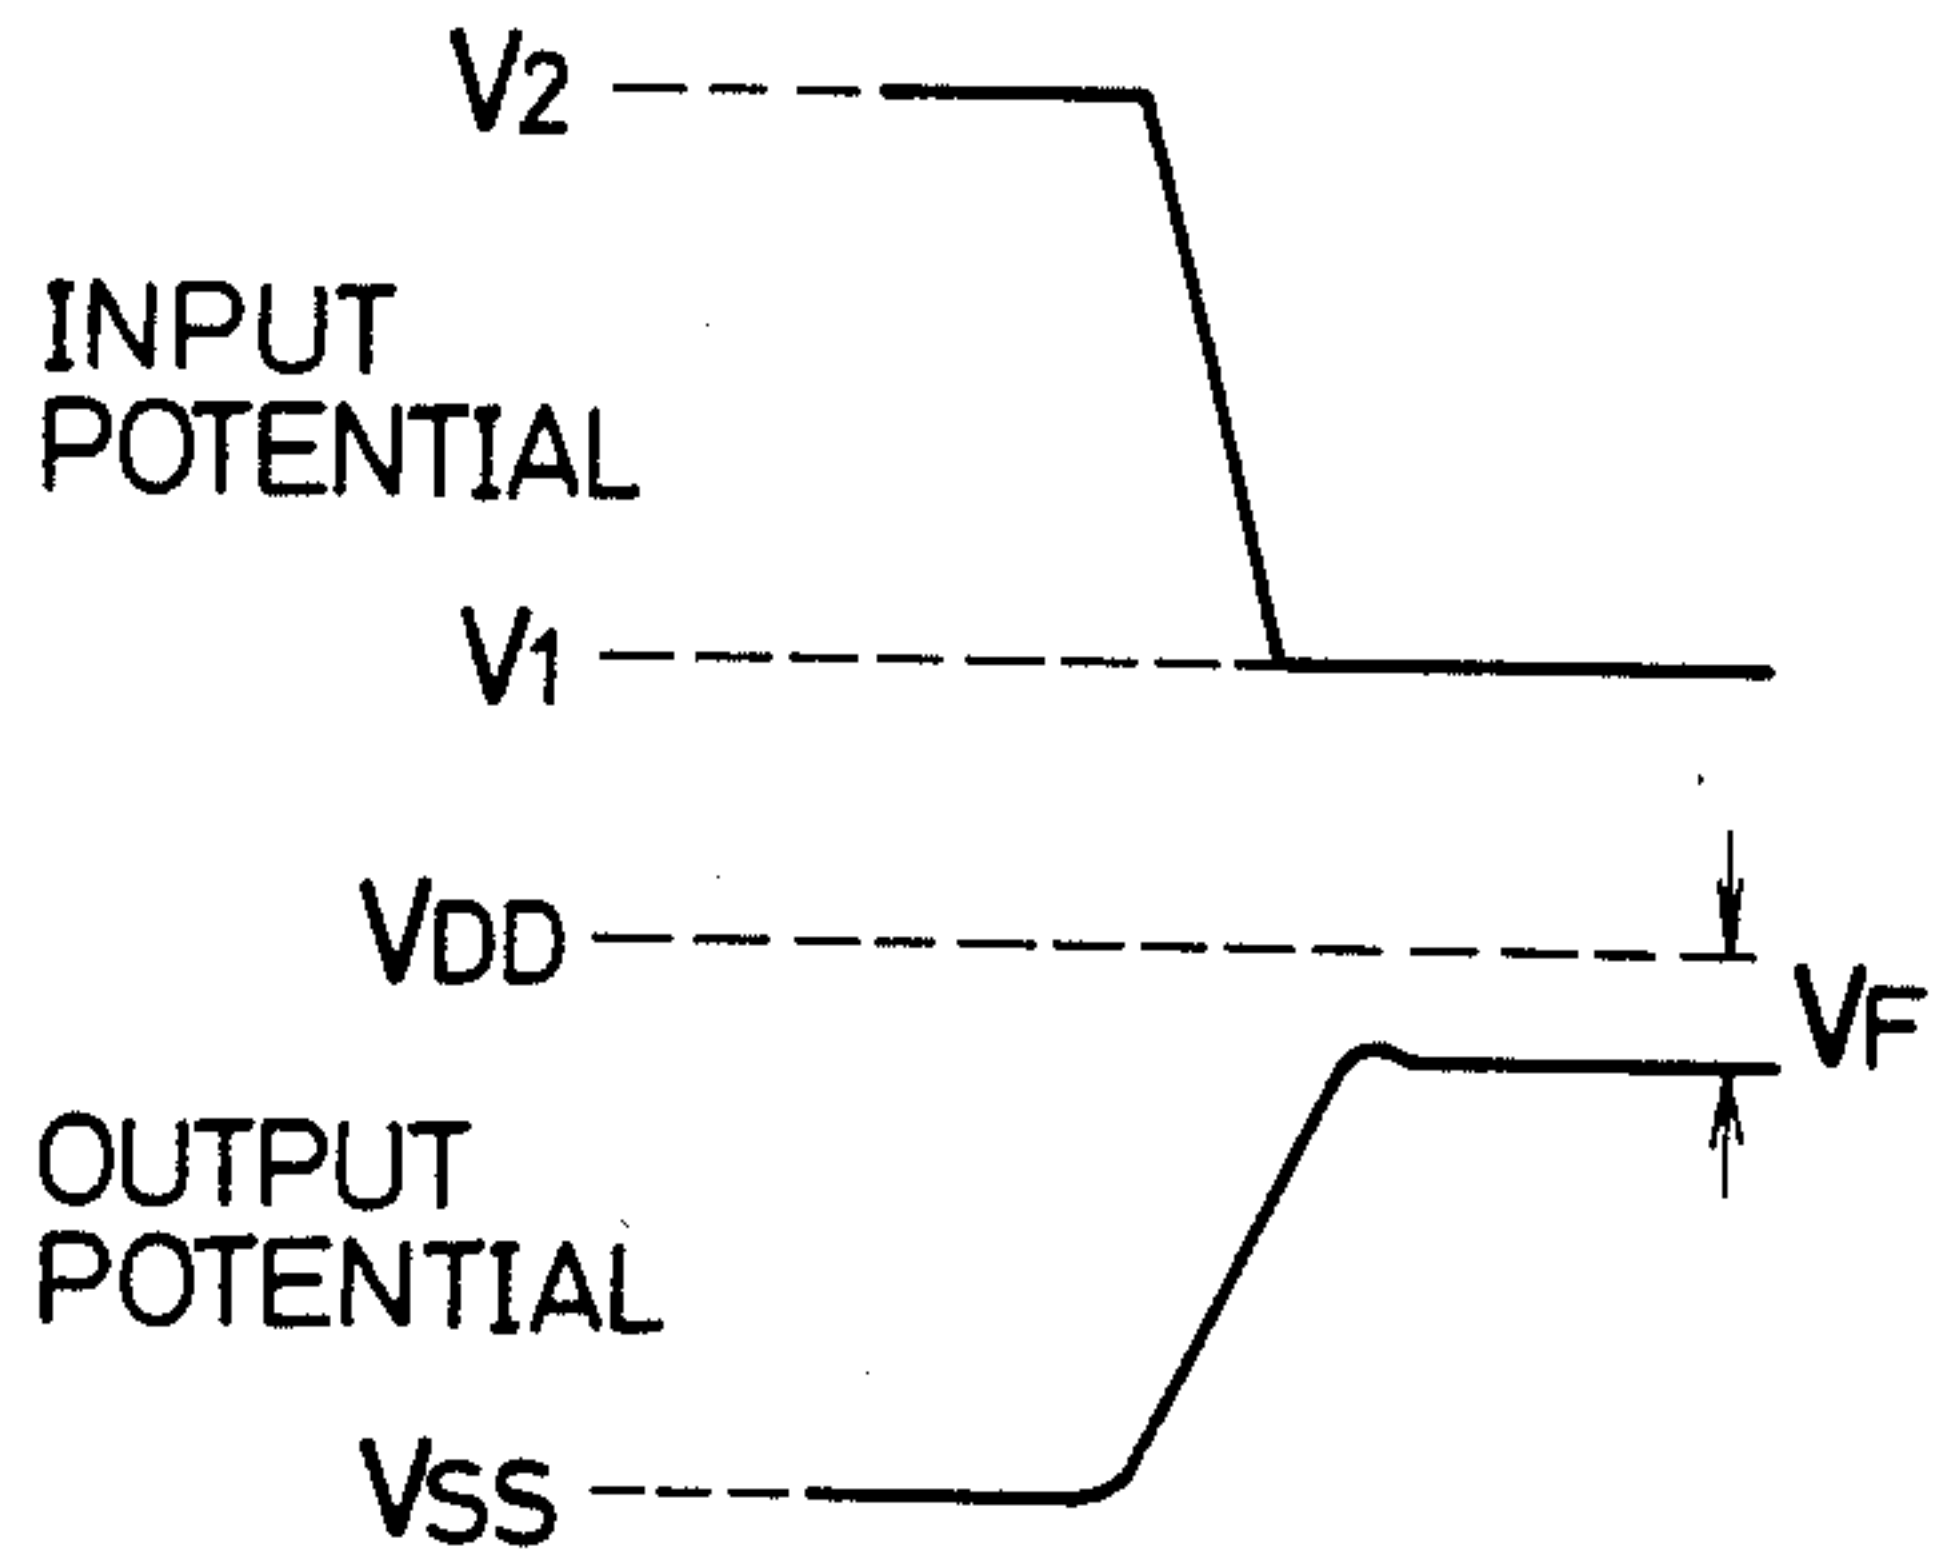 V2
INPUT
POTENTIAL
V1
VDD
VF
OUTPUT
POTENTIAL
VSS